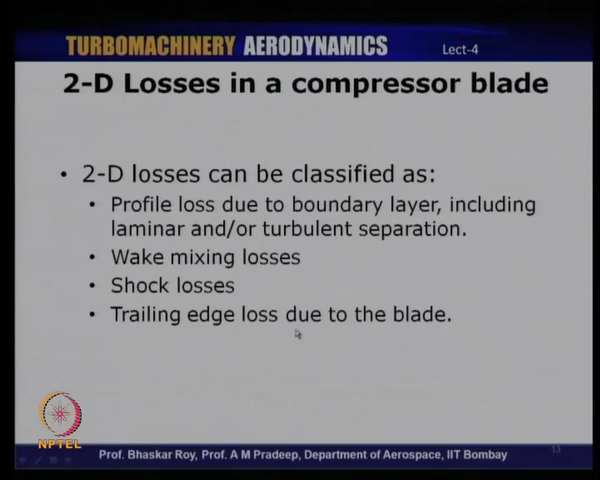 TURBOMACHINERY AERODYNAMICS Lect-4
2-D Losses in a compressor blade
• 2-D losses can be classified as:
• Profile loss due to boundary layer, including
laminar and/or turbulent separation.
• Wake mixing losses
• Shock losses
• Trailing edge loss due to the blade.
NPTEL
Prof. Bhaskar Roy, Prof. A M Pradeep, Department of Aerospace, IIT Bombay
13